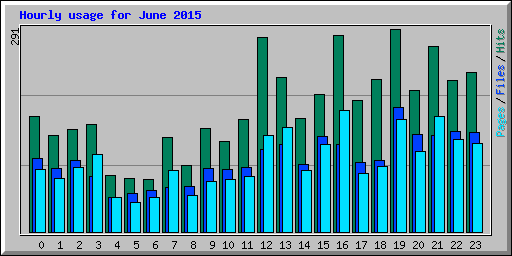 Hourly usage for June 2015
291
Pages/Files/Hits
0 1 2 3 4 5 6 7 8 9 10 11 12 13 14 15 16 17 18 19 20 21 22 23